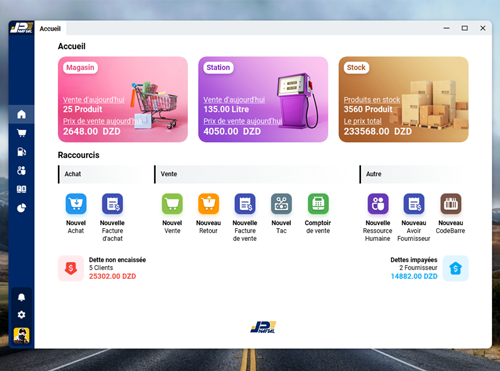 Accueil
Accueil
Magasin
Vente d'aujourd'hui
25 Produit
Prix de vente aujourd'hui
2648.00 DZD
Station
Vente d'aujourd'hui
135.00 Litre
Prix de vente aujourd'hui
4050.00 DZD
Stock
Produits en stock
3560 Produit
Le prix total
233568.00 DZD
Raccourcis
Achat
Vente
Autre
Nouvel
Achat
Nouvelle
Facture
d'achat
Nouvel
Vente
Nouveau
Retour
Nouvelle
Facture
de vente
Nouvel
Tac
Comptoir
de vente
Nouvelle
Ressource
Humaine
Nouveau
Avoir
Fournisseur
Nouveau
CodeBarre
Dette non encaissée
5 Clients
25302.00 DZD
Dettes impayées
2 Fournisseur
14882.00 DZD